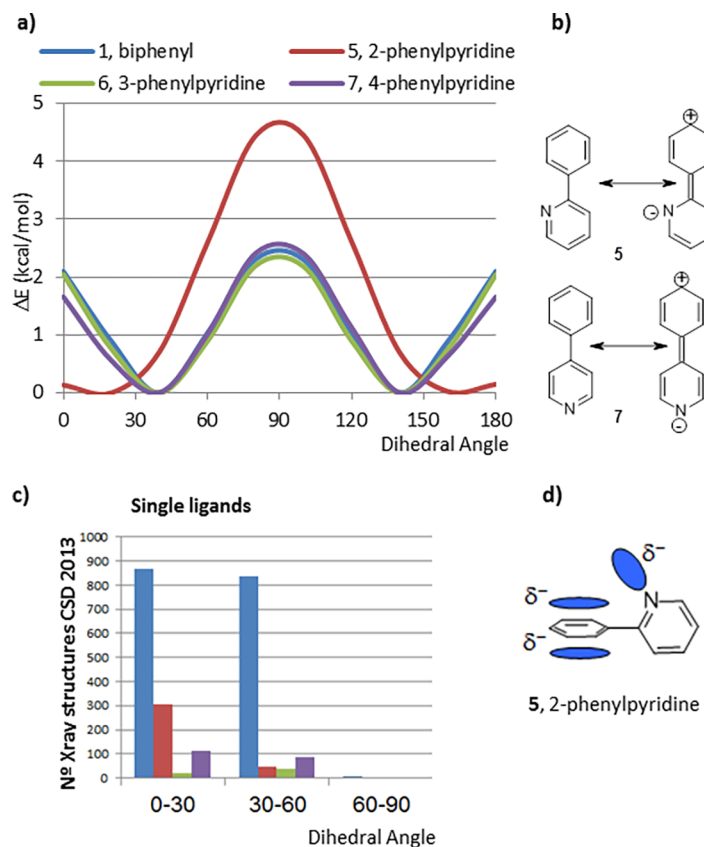 a)
1, biphenyl 5, 2-phenylpyridine
6, 3-phenylpyridine 7, 4-phenylpyridine
ΔE (kcal/mol)
5
4
3
2
1
0
0 30 60 90 120 150 180
Dihedral Angle
b)
⊕
N N
⊖
5
⊕
N N
7
⊖
c)
Single ligands
Nº Xray structures CSD 2013
1000
900
800
700
600
500
400
300
200
100
0
0-30 30-60 60-90
Dihedral Angle
d)
δ−
δ− N
δ−
5, 2-phenylpyridine